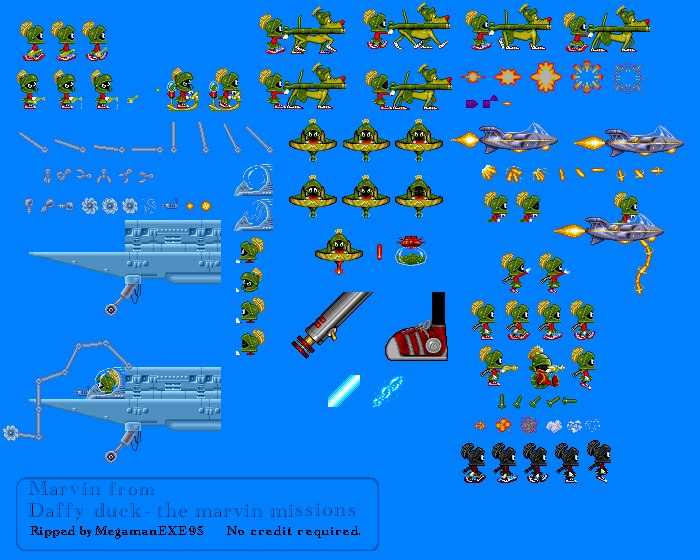 Marvin from
Daffy duck- the marvin missions
Ripped by MegamanEXE95 No credit required.